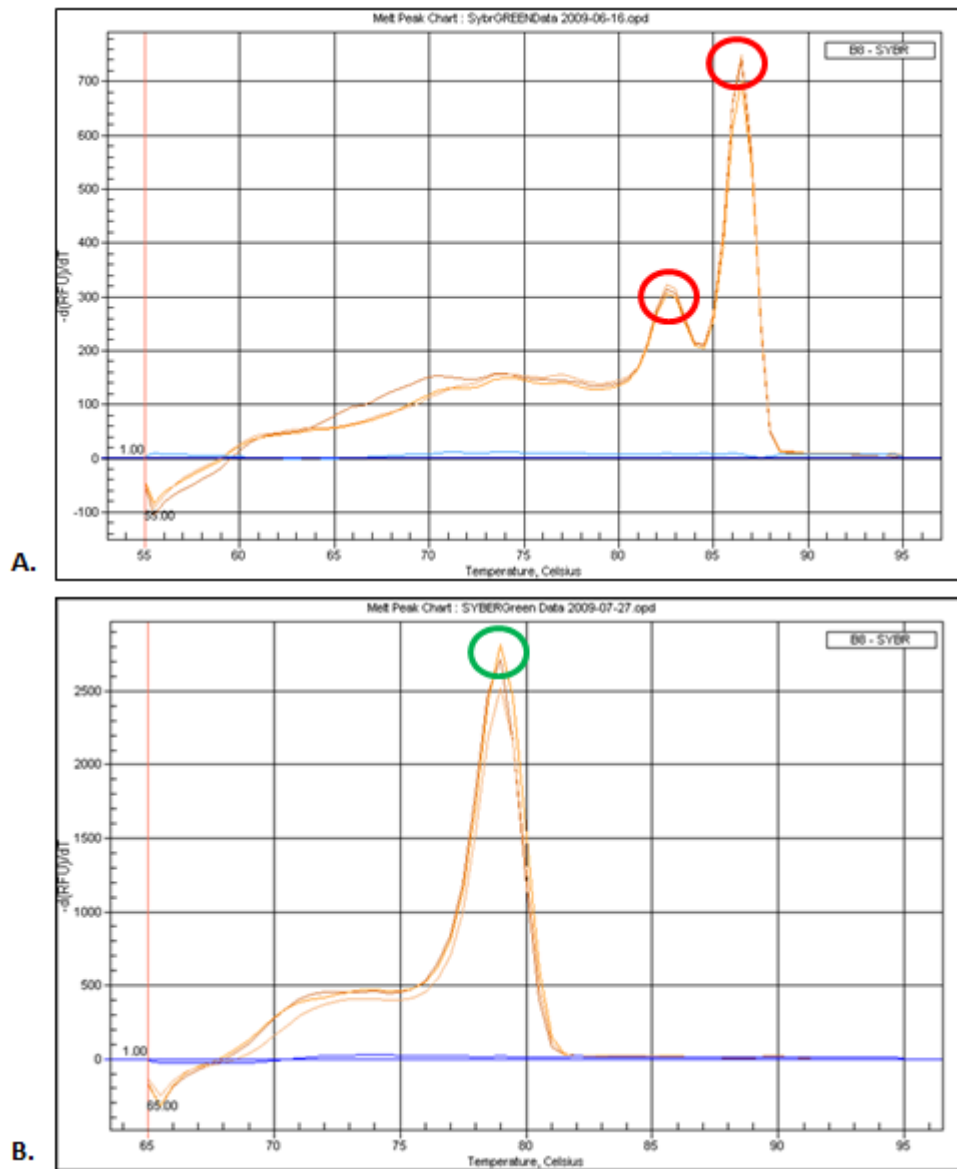 Melt Peak Chart : SybrGREENData 2009-06-16.opd
B8 - SYBR
700
600
500
400
300
200
100
0
-100
-d(RFU)/dT
1.00
55.00
55 60 65 70 75 80 85 90 95
Temperature, Celsius
A.
Melt Peak Chart : SYBERGreen Data 2009-07-27.opd
B8 - SYBR
2500
2000
1500
1000
500
0
-d(RFU)/dT
1.00
65.00
65 70 75 80 85 90 95
Temperature, Celsius
B.